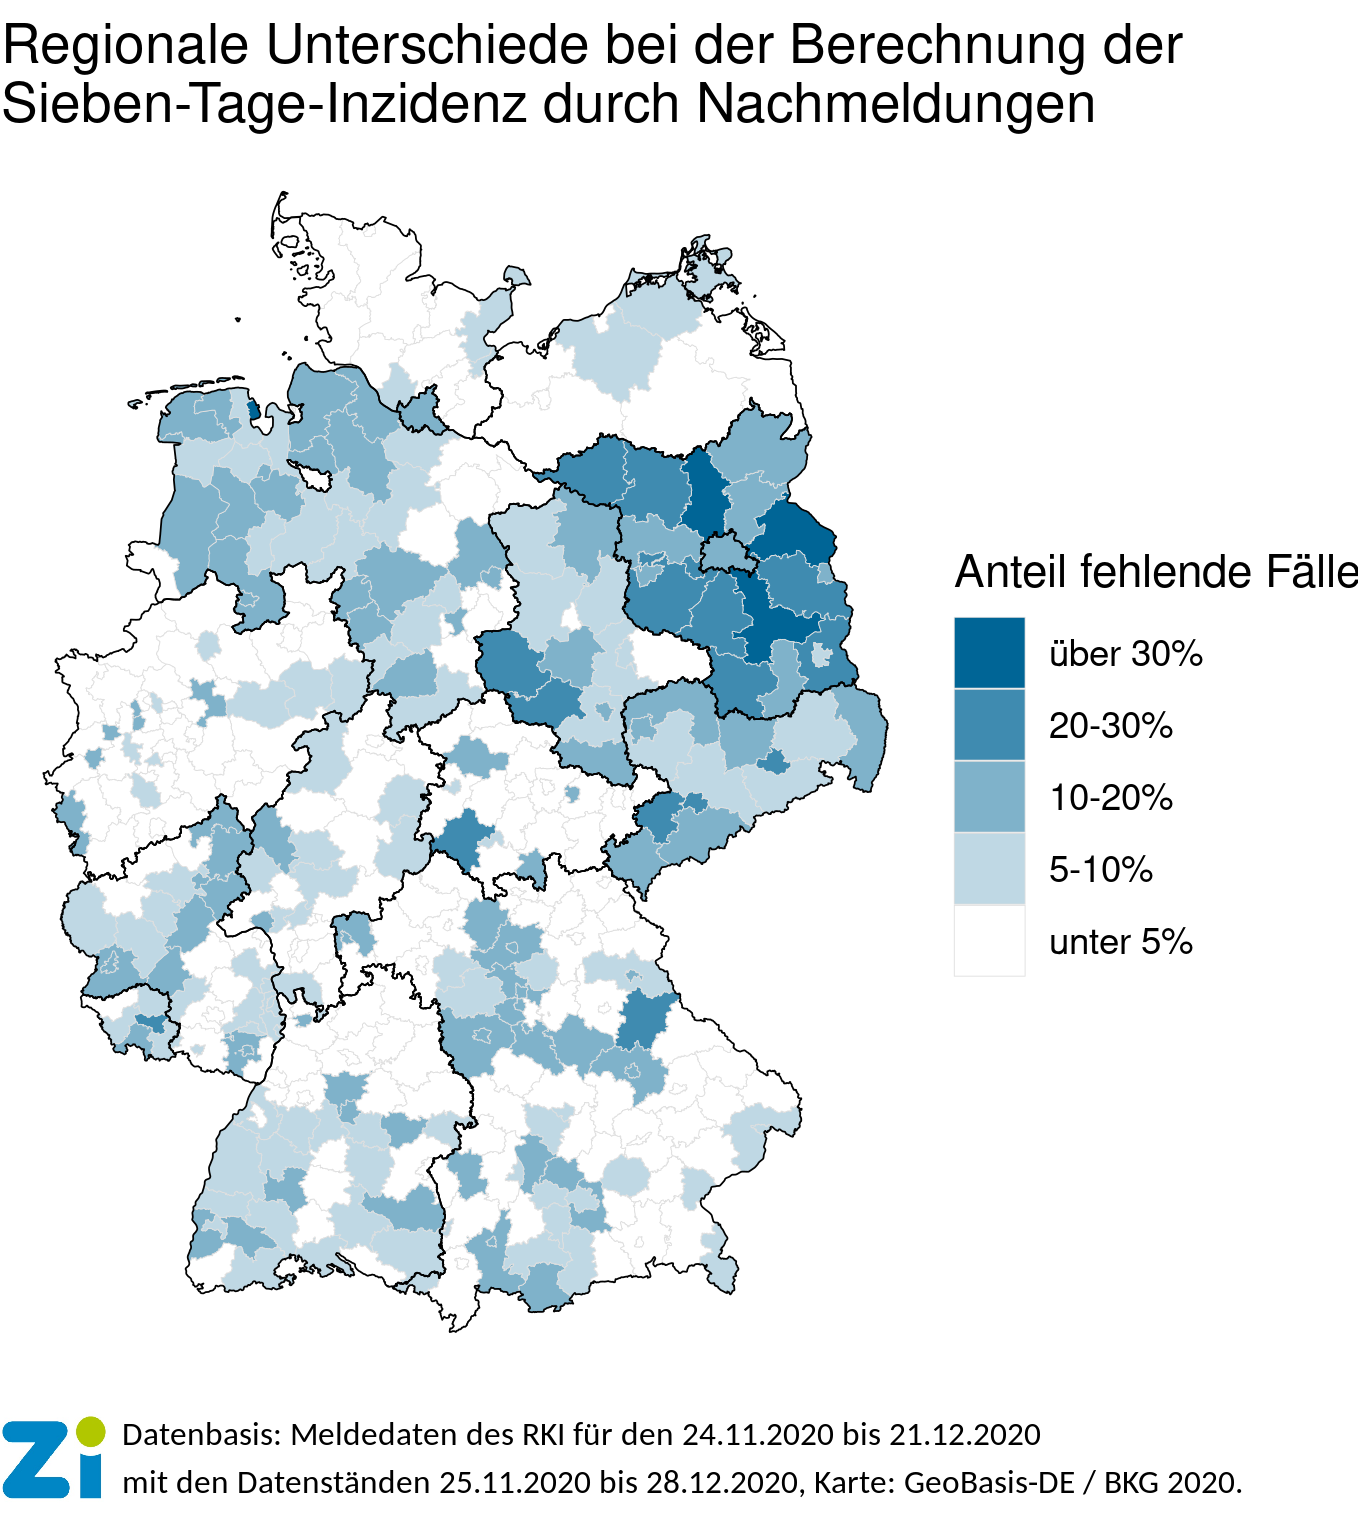 Regionale Unterschiede bei der Berechnung der
Sieben-Tage-Inzidenz durch Nachmeldungen
Anteil fehlende Fälle
über 30%
20-30%
10-20%
5-10%
unter 5%
zi
Datenbasis: Meldedaten des RKI für den 24.11.2020 bis 21.12.2020
mit den Datenständen 25.11.2020 bis 28.12.2020, Karte: GeoBasis-DE / BKG 2020.